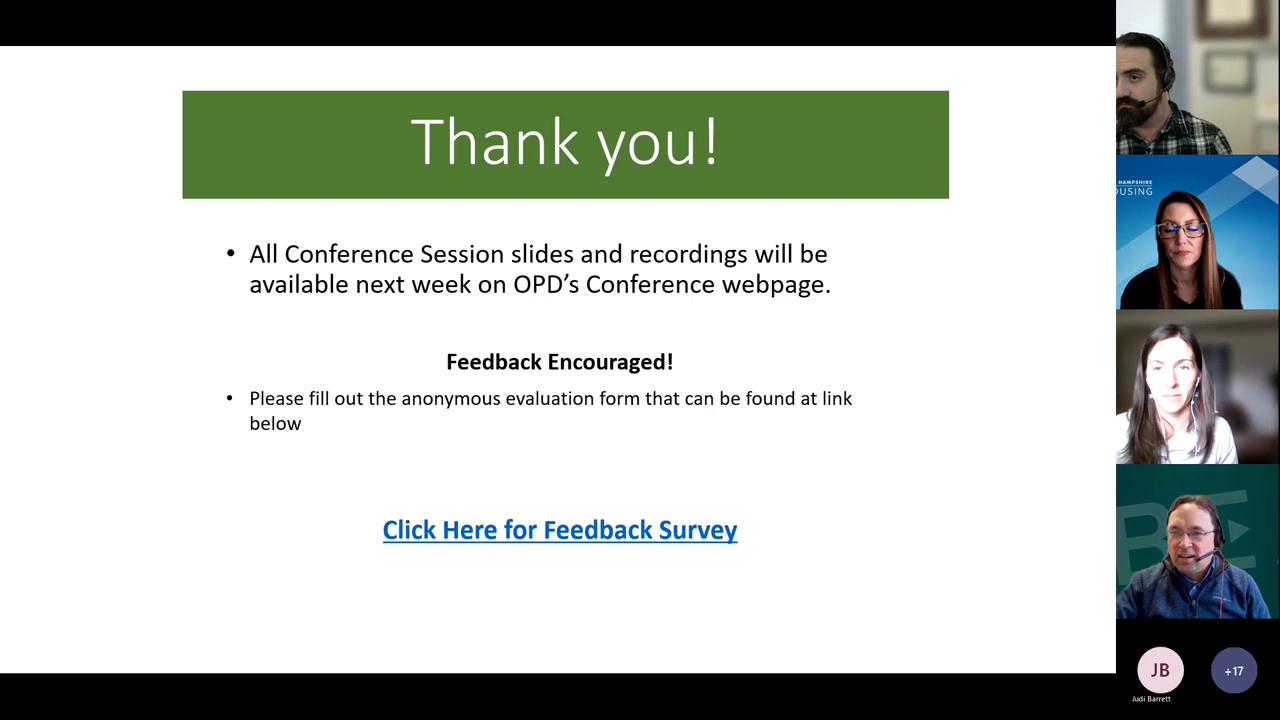 Thank you!
• All Conference Session slides and recordings will be
available next week on OPD’s Conference webpage.
Feedback Encouraged!
• Please fill out the anonymous evaluation form that can be found at link
below
Click Here for Feedback Survey
HAMPSHIRE
OUSING
JB
+17
Judi Barrett